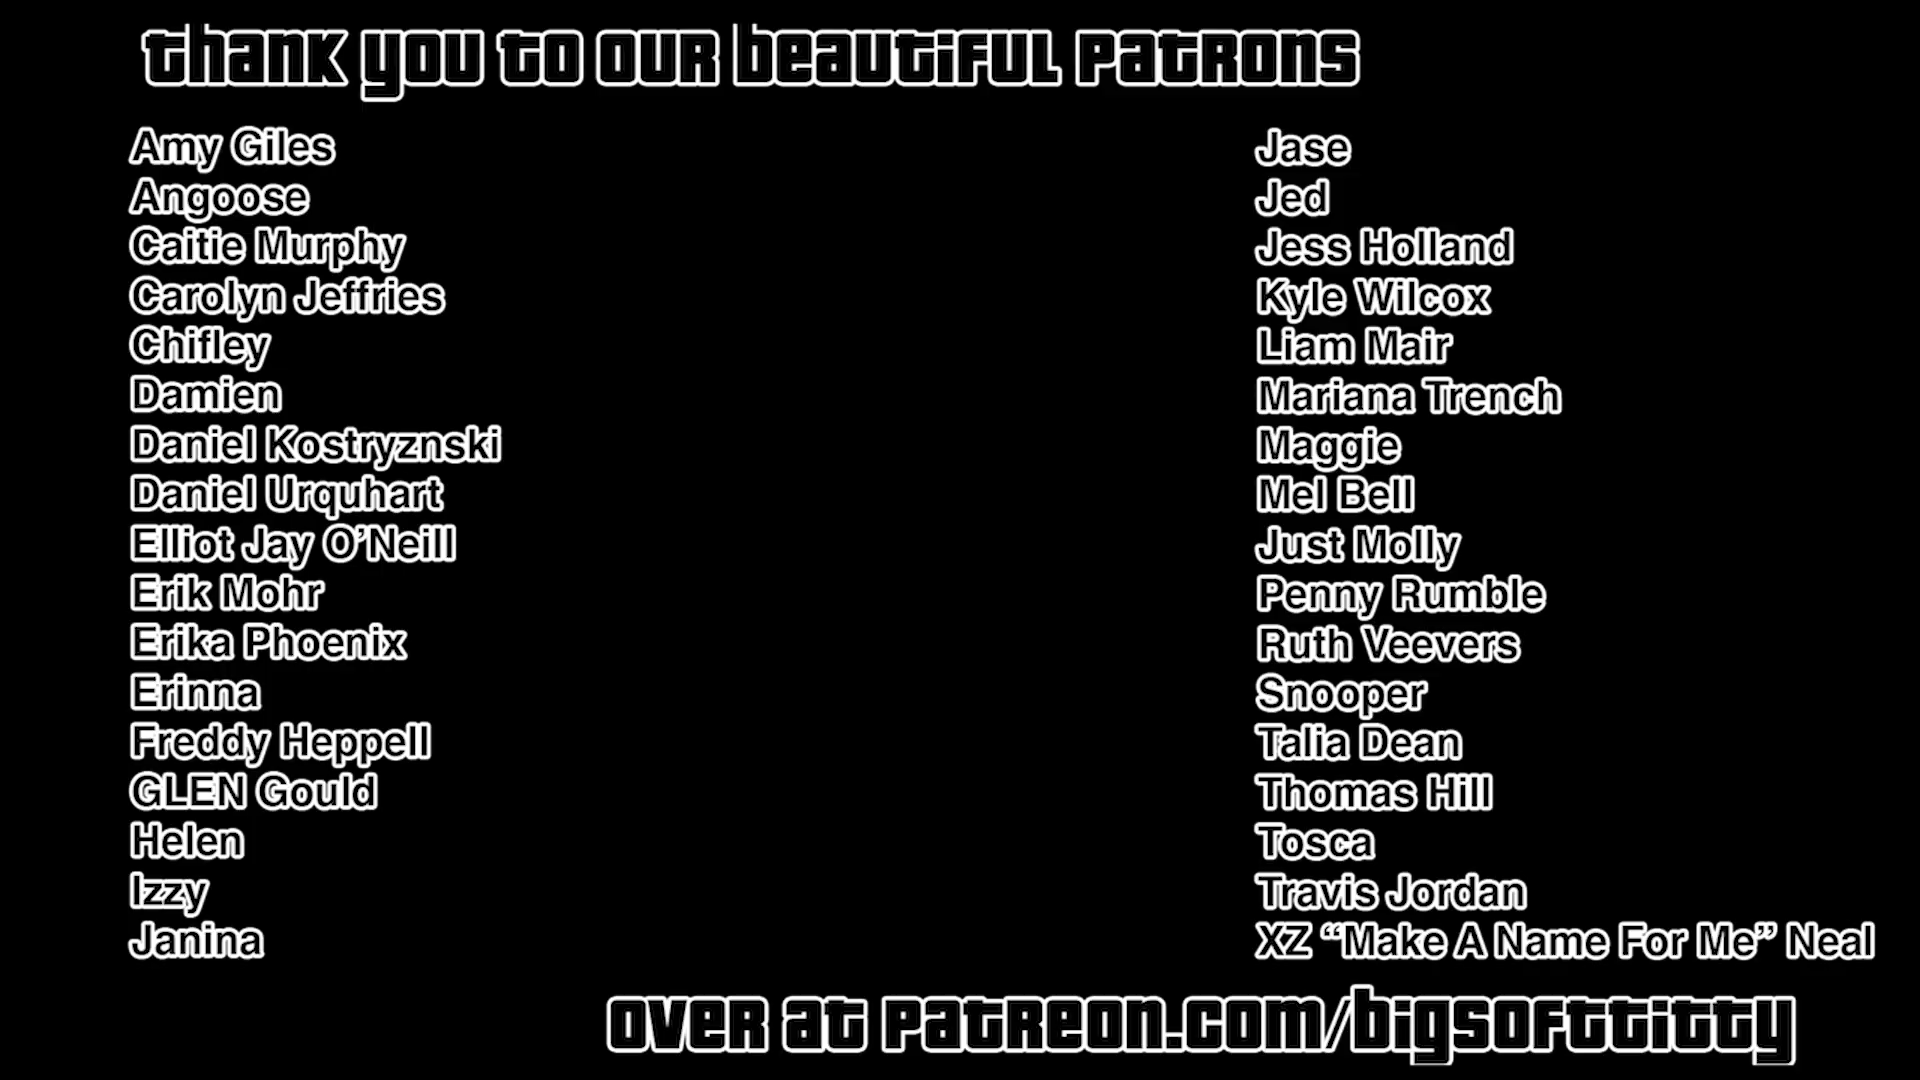 thank you to our beautiful patrons
Amy Giles
Angoose
Caitie Murphy
Carolyn Jeffries
Chifley
Damien
Daniel Kostryznski
Daniel Urquhart
Elliot Jay O’Neill
Erik Mohr
Erika Phoenix
Erinna
Freddy Heppell
GLEN Gould
Helen
Izzy
Janina
Jase
Jed
Jess Holland
Kyle Wilcox
Liam Mair
Mariana Trench
Maggie
Mel Bell
Just Molly
Penny Rumble
Ruth Veevers
Snooper
Talia Dean
Thomas Hill
Tosca
Travis Jordan
XZ “Make A Name For Me” Neal
over at patreon.com/bigsofttitty